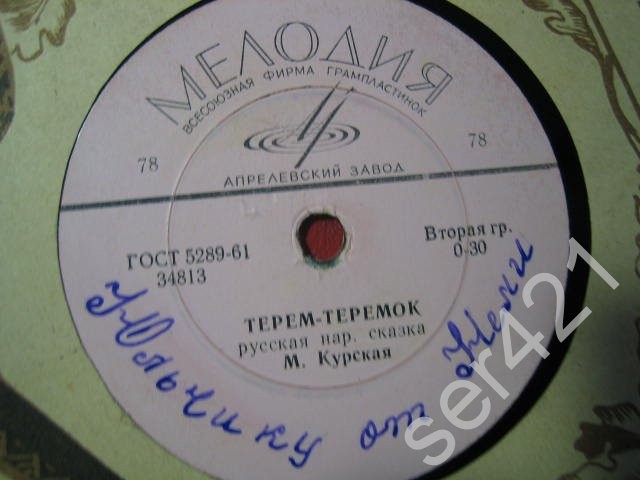 МЕЛОДИЯ
ВСЕСОЮЗНАЯ ФИРМА ГРАМПЛАСТИНОК
78
78
АПРЕЛЕВСКИЙ ЗАВОД
ГОСТ 5289-61
34813
Вторая гр.
0-30
ТЕРЕМ-ТЕРЕМОК
русская нар. сказка
М. Курская
Юльчику от Нели
ser421